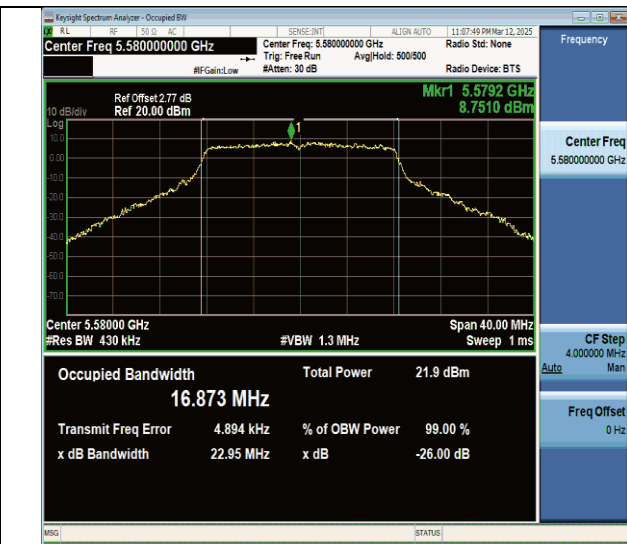 Keysight Spectrum Analyzer - Occupied BW
RL RF 50 Ω AC SENSE:INT ALIGN AUTO 11:07:49 PM Mar 12, 2025
Center Freq 5.580000000 GHz
Center Freq: 5.580000000 GHz
Radio Std: None
Trig: Free Run Avg|Hold: 500/500
#IFGain:Low
#Atten: 30 dB
Radio Device: BTS
Frequency
Ref Offset 2.77 dB
10 dB/div Ref 20.00 dBm
Mkr1 5.5792 GHz
8.7510 dBm
Log
10.0
0.00
-10.0
-20.0
-30.0
-40.0
-50.0
-60.0
-70.0
1
Center 5.58000 GHz Span 40.00 MHz
#Res BW 430 kHz #VBW 1.3 MHz Sweep 1 ms
Occupied Bandwidth Total Power 21.9 dBm
16.873 MHz
Transmit Freq Error 4.894 kHz % of OBW Power 99.00 %
x dB Bandwidth 22.95 MHz x dB -26.00 dB
Center Freq
5.580000000 GHz
CF Step
4.000000 MHz
Auto Man
Freq Offset
0 Hz
MSG STATUS